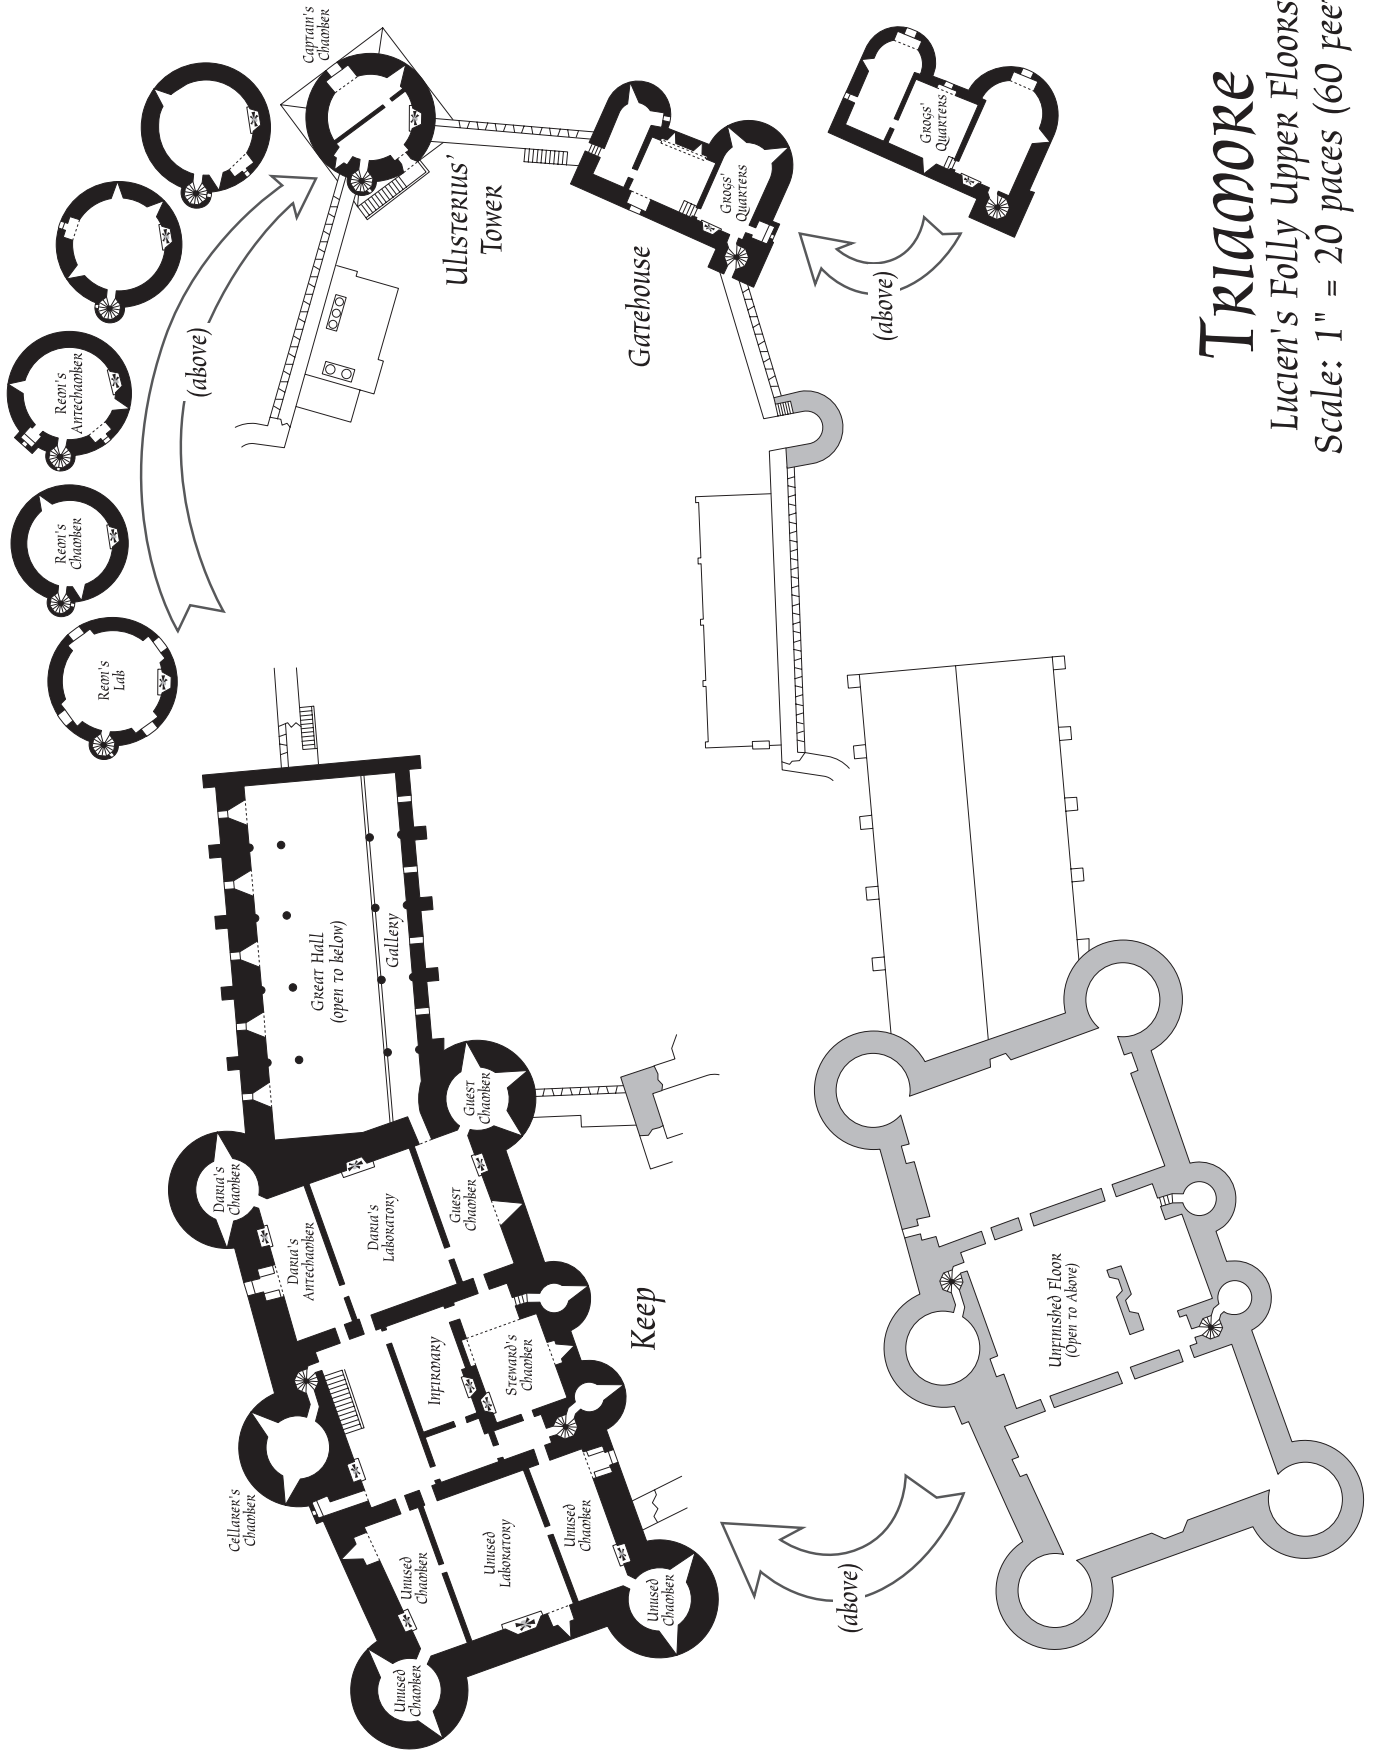 Triamore
Lucien's Folly Upper Floors
Scale: 1" = 20 paces (60 feet
Remi's
Lab
Remi's
Chamber
Remi's
Antechamber
(above)
Captain's
Chamber
Ulisterius'
Tower
Gatehouse
Grogs'
Quarters
Grogs'
Quarters
(above)
Great Hall
(open to below)
Gallery
Daria's
Chamber
Daria's
Antechamber
Daria's
Laboratory
Guest
Chamber
Guest
Chamber
Infirmary
Steward's
Chamber
Keep
Cellarer's
Chamber
Unused
Chamber
Unused
Chamber
Unused
Laboratory
Unused
Chamber
Unused
Chamber
(above)
Unfinished Floor
(Open to Above)